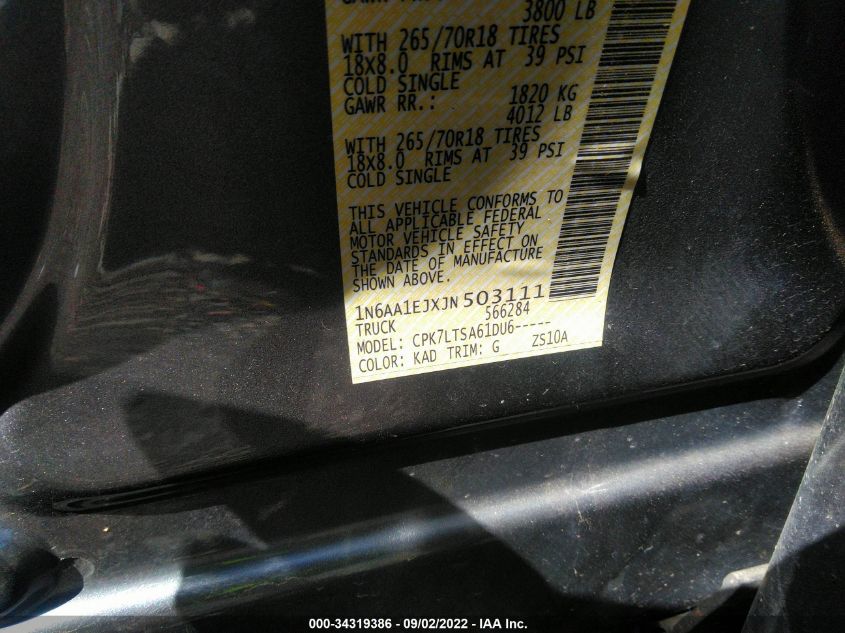 3800 LB
WITH 265/70R18 TIRES
18x8.0 RIMS AT 39 PSI
COLD SINGLE
GAWR RR.: 1820 KG
4012 LB
WITH 265/70R18 TIRES
18x8.0 RIMS AT 39 PSI
COLD SINGLE
THIS VEHICLE CONFORMS TO
ALL APPLICABLE FEDERAL
MOTOR VEHICLE SAFETY
STANDARDS IN EFFECT ON
THE DATE OF MANUFACTURE
SHOWN ABOVE.
1N6AA1EJXJN503111
TRUCK 566284
MODEL: CPK7LTSA61DU6-----
COLOR: KAD TRIM: G ZS10A
000-34319386 - 09/02/2022 - IAA Inc.